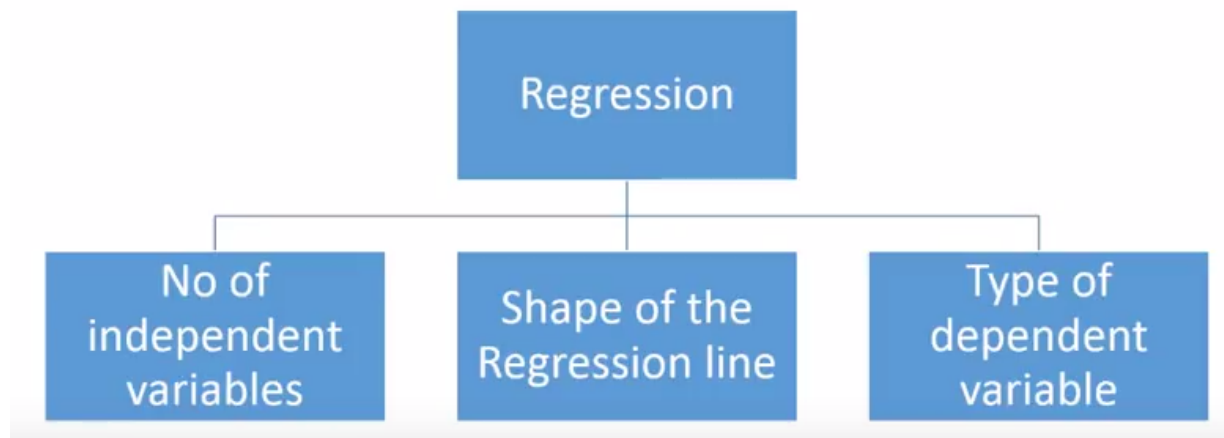 Regression
No of
independent
variables
Shape of the
Regression line
Type of
dependent
variable